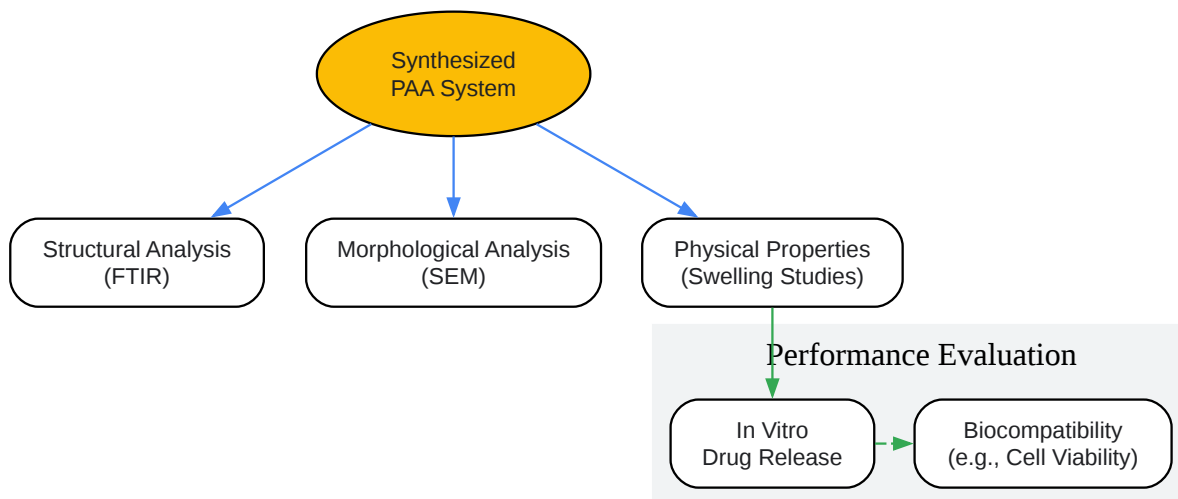 Synthesized
PAA System
Structural Analysis
(FTIR)
Morphological Analysis
(SEM)
Physical Properties
(Swelling Studies)
Performance Evaluation
In Vitro
Drug Release
Biocompatibility
(e.g., Cell Viability)